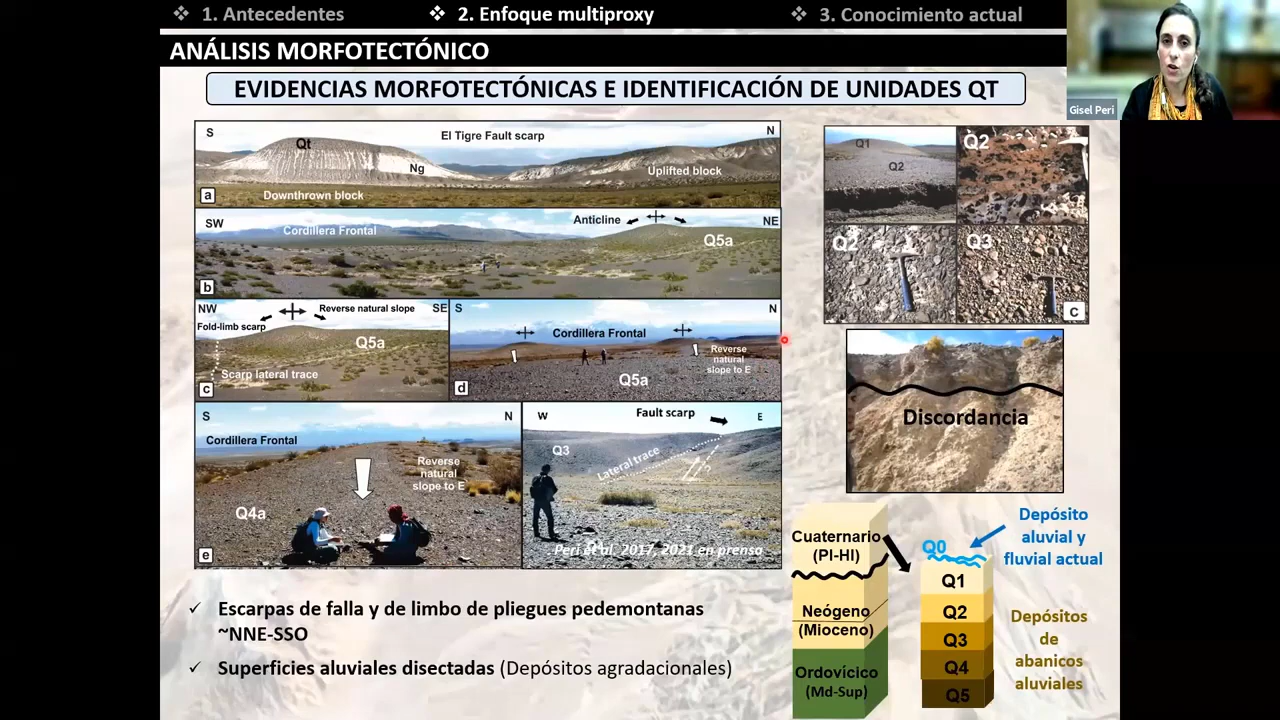 ❖ 1. Antecedentes
❖ 2. Enfoque multiproxy
❖ 3. Conocimiento actual
Gisel Peri
ANÁLISIS MORFOTECTÓNICO
EVIDENCIAS MORFOTECTÓNICAS E IDENTIFICACIÓN DE UNIDADES QT
S
El Tigre Fault scarp
N
Qt
Ng
Uplifted block
Downthrown block
a
SW
Cordillera Frontal
Anticline
NE
Q5a
b
NW
Reverse natural slope
SE
Fold-limb scarp
Q5a
Scarp lateral trace
c
S
N
Cordillera Frontal
Reverse
natural
slope to E
Q5a
d
S
N
Cordillera Frontal
Reverse
natural
slope to E
Q4a
e
W
Fault scarp
E
Q3
Lateral trace
Peri et al, 2017, 2021 en prensa
Q1
Q2
Q2
Q2
Q3
c
Discordancia
Cuaternario
(Pl-Hl)
Neógeno
(Mioceno)
Ordovícico
(Md-Sup)
Q0
Q1
Q2
Q3
Q4
Q5
Depósito
aluvial y
fluvial actual
Depósitos
de
abanicos
aluviales
✓ Escarpas de falla y de limbo de pliegues pedemontanas
~NNE-SSO
✓ Superficies aluviales disectadas (Depósitos agradacionales)